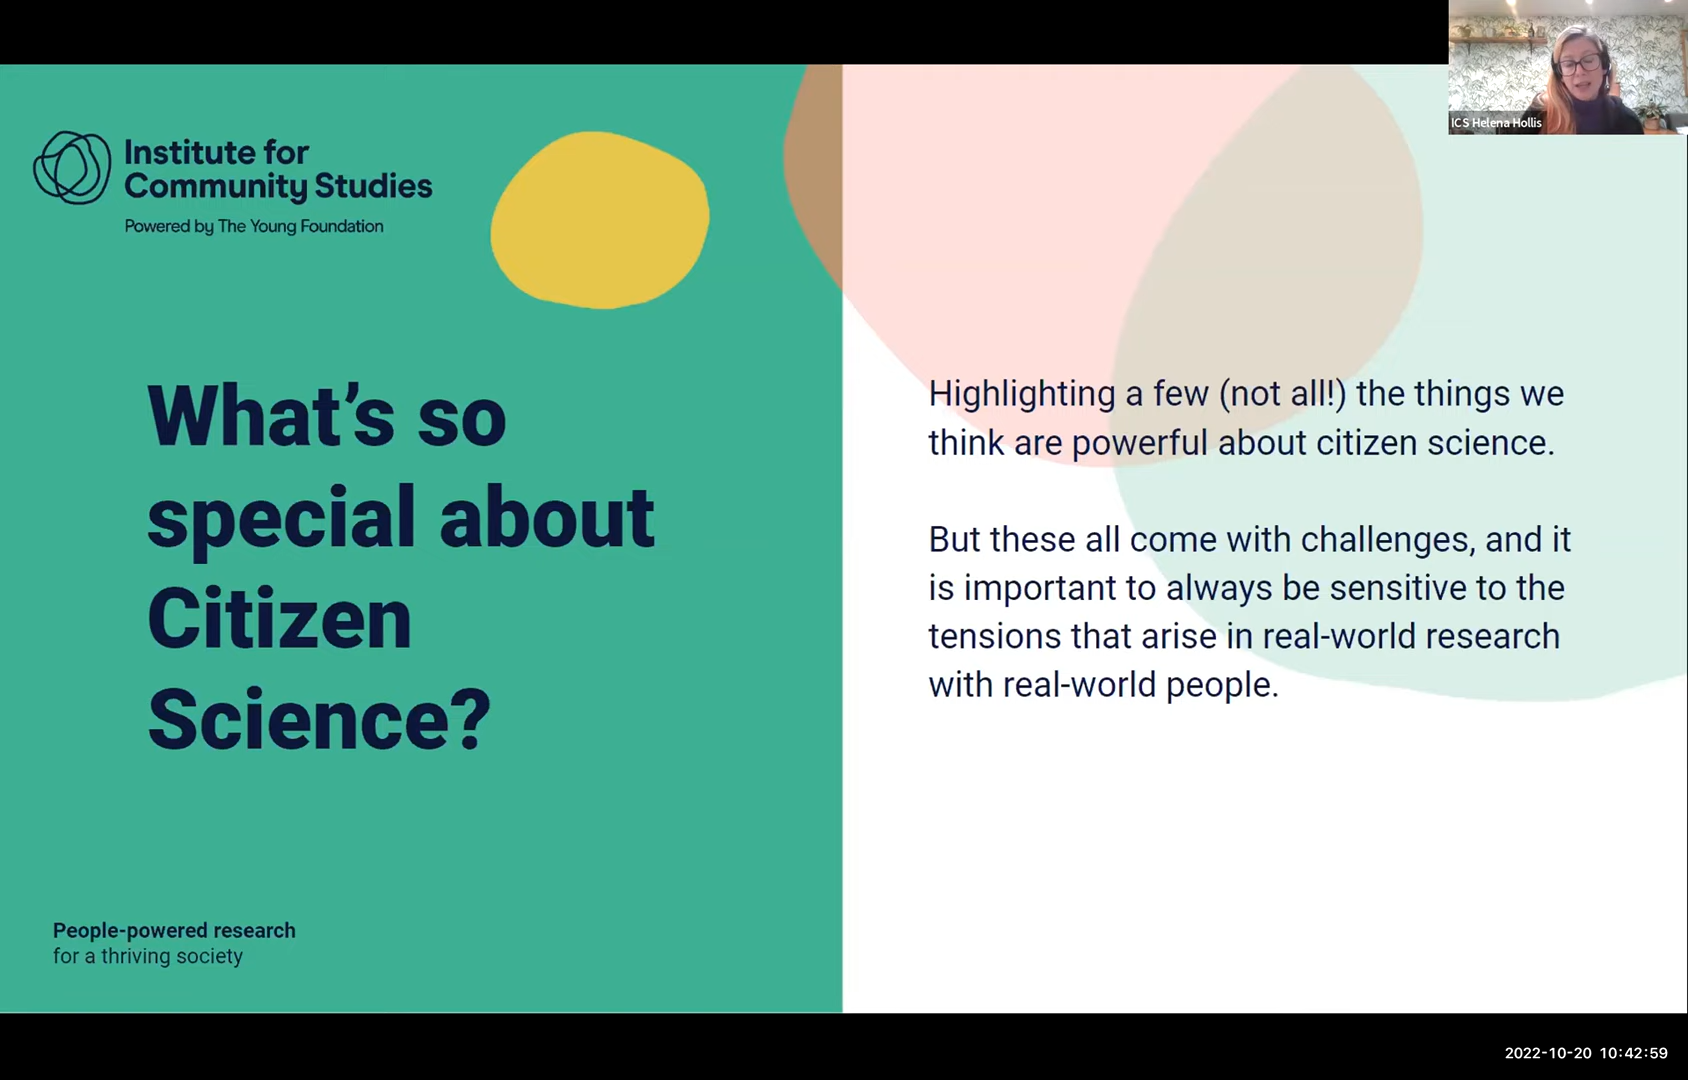 ICS Helena Hollis
Institute for
Community Studies
Powered by The Young Foundation
What’s so
special about
Citizen
Science?
Highlighting a few (not all!) the things we
think are powerful about citizen science.
But these all come with challenges, and it
is important to always be sensitive to the
tensions that arise in real-world research
with real-world people.
People-powered research
for a thriving society
2022-10-20 10:42:59